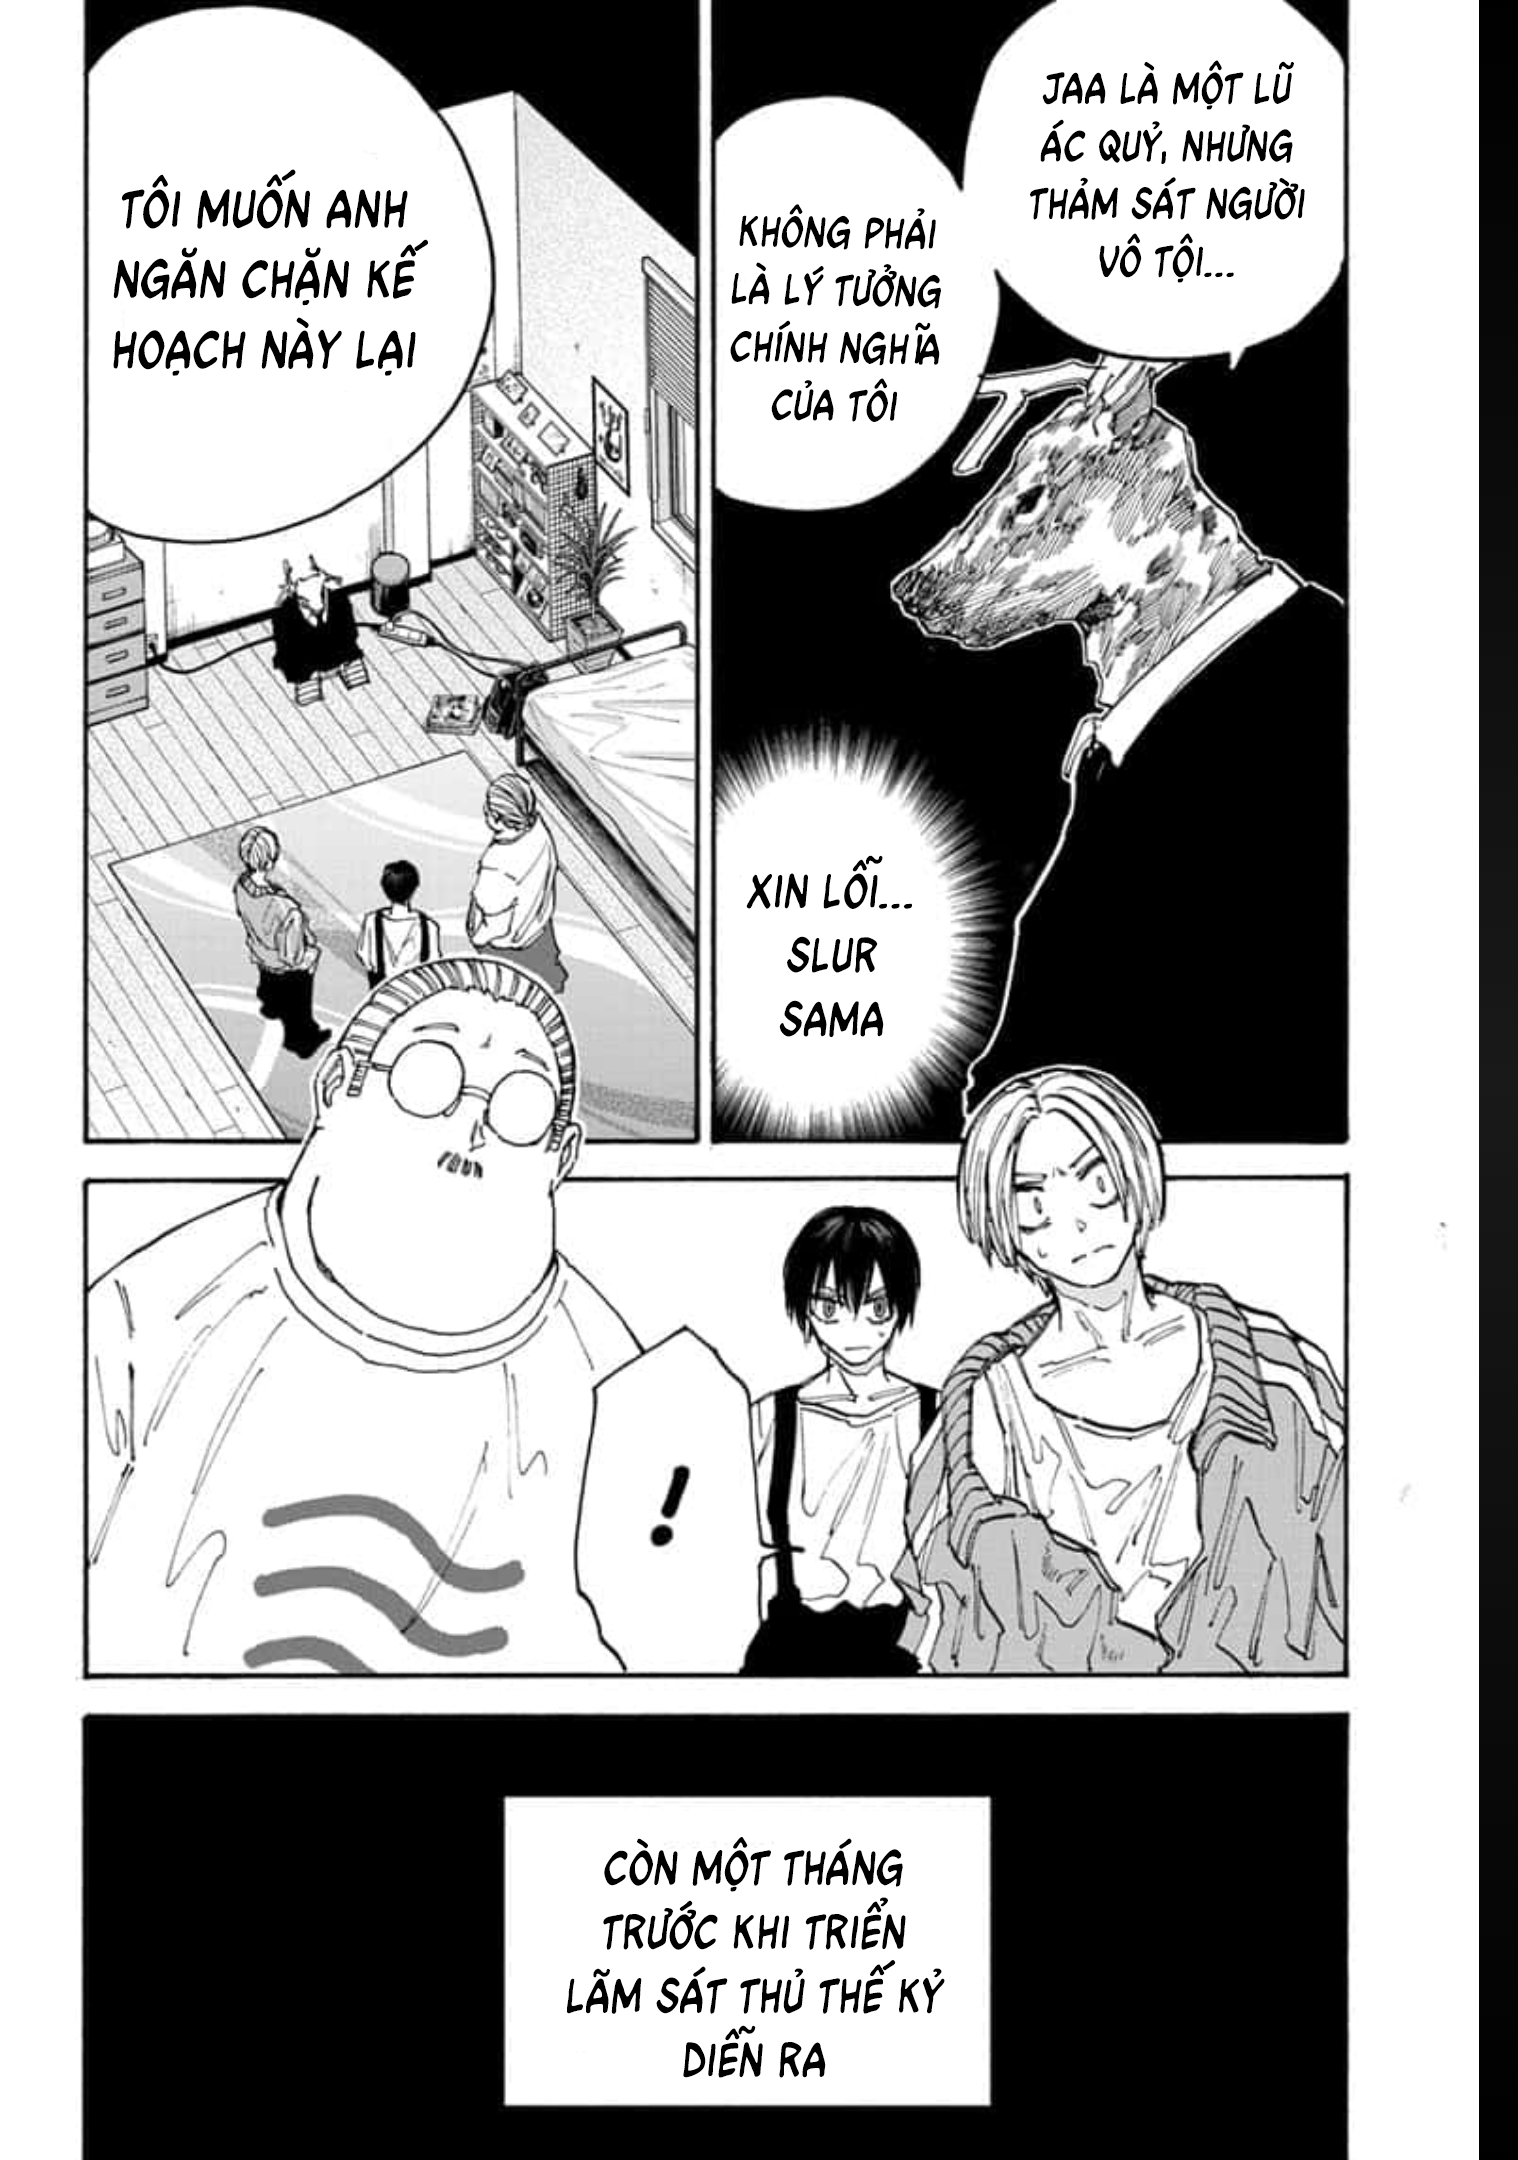 JAA LÀ MỘT LŨ
ÁC QUỶ, NHƯNG
THẢM SÁT NGƯỜI
VÔ TỘI...
KHÔNG PHẢI
LÀ LÝ TƯỞNG
CHÍNH NGHĨA
CỦA TÔI
XIN LỖI...
SLUR
SAMA
TÔI MUỐN ANH
NGĂN CHẶN KẾ
HOẠCH NÀY LẠI
!
CÒN MỘT THÁNG
TRƯỚC KHI TRIỂN
LÃM SÁT THỦ THẾ KỶ
DIỄN RA